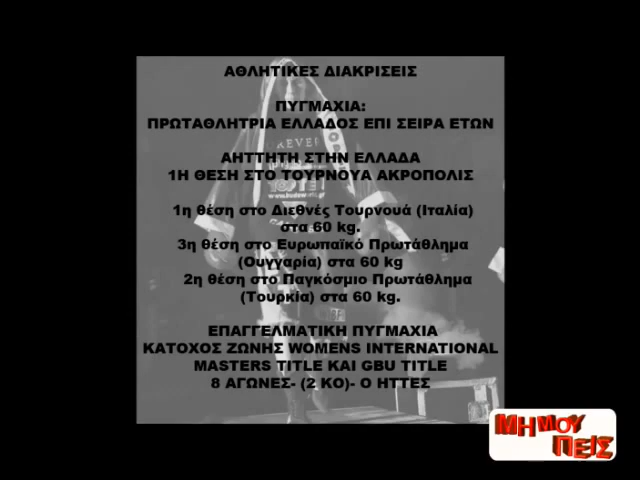 ΑΘΛΗΤΙΚΕΣ ΔΙΑΚΡΙΣΕΙΣ
ΠΥΓΜΑΧΙΑ:
ΠΡΩΤΑΘΛΗΤΡΙΑ ΕΛΛΑΔΟΣ ΕΠΙ ΣΕΙΡΑ ΕΤΩΝ
ΑΗΤΤΗΤΗ ΣΤΗΝ ΕΛΛΑΔΑ
1Η ΘΕΣΗ ΣΤΟ ΤΟΥΡΝΟΥΑ ΑΚΡΟΠΟΛΙΣ
1η θέση στο Διεθνές Τουρνουά (Ιταλία)
στα 60 kg.
3η θέση στο Ευρωπαϊκό Πρωτάθλημα
(Ουγγαρία) στα 60 kg
2η θέση στο Παγκόσμιο Πρωτάθλημα
(Τουρκία) στα 60 kg.
ΕΠΑΓΓΕΛΜΑΤΙΚΗ ΠΥΓΜΑΧΙΑ
ΚΑΤΟΧΟΣ ΖΩΝΗΣ WOMENS INTERNATIONAL
MASTERS TITLE ΚΑΙ GBU TITLE
8 ΑΓΩΝΕΣ- (2 ΚΟ)- Ο ΗΤΤΕΣ
ΜΗ ΜΟΥ
ΠΕΙΣ